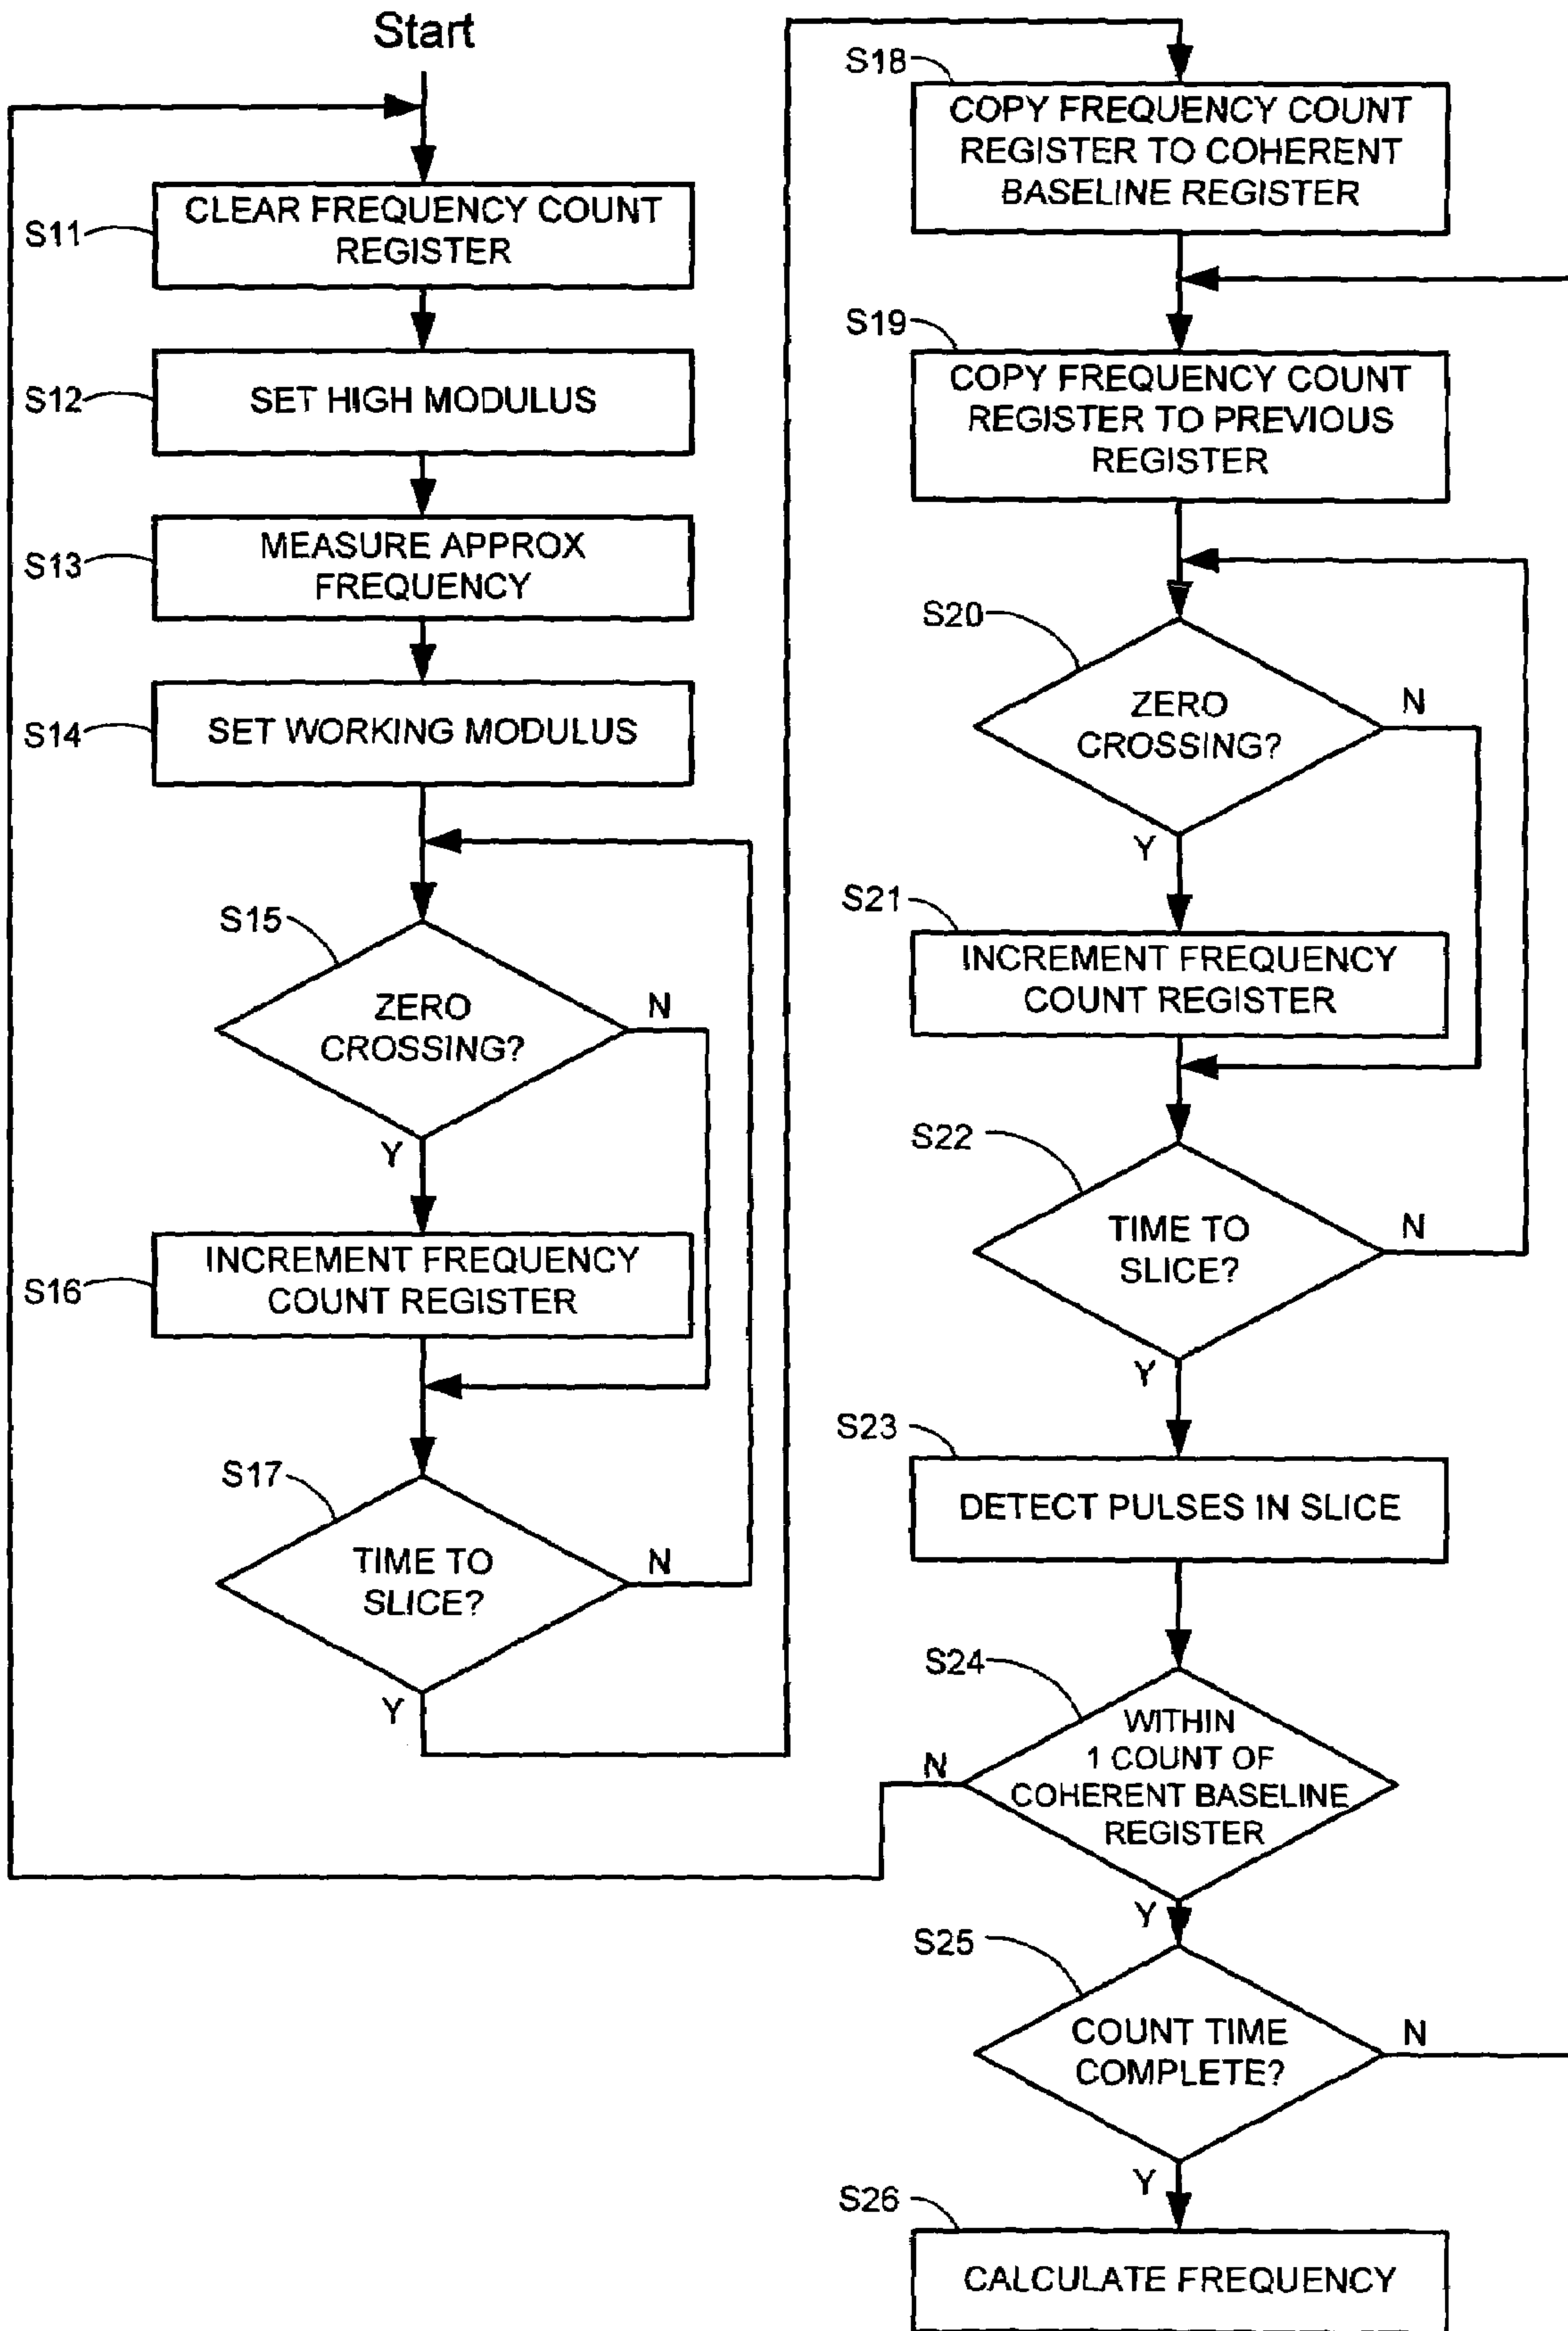 Start
S11
CLEAR FREQUENCY COUNT
REGISTER
S12
SET HIGH MODULUS
S13
MEASURE APPROX
FREQUENCY
S14
SET WORKING MODULUS
S15
ZERO
CROSSING?
N
Y
S16
INCREMENT FREQUENCY
COUNT REGISTER
S17
TIME TO
SLICE?
N
Y
S18
COPY FREQUENCY COUNT
REGISTER TO COHERENT
BASELINE REGISTER
S19
COPY FREQUENCY COUNT
REGISTER TO PREVIOUS
REGISTER
S20
ZERO
CROSSING?
N
Y
S21
INCREMENT FREQUENCY
COUNT REGISTER
S22
TIME TO
SLICE?
N
Y
S23
DETECT PULSES IN SLICE
S24
WITHIN
1 COUNT OF
COHERENT BASELINE
REGISTER
N
Y
S25
COUNT TIME
COMPLETE?
N
Y
S26
CALCULATE FREQUENCY